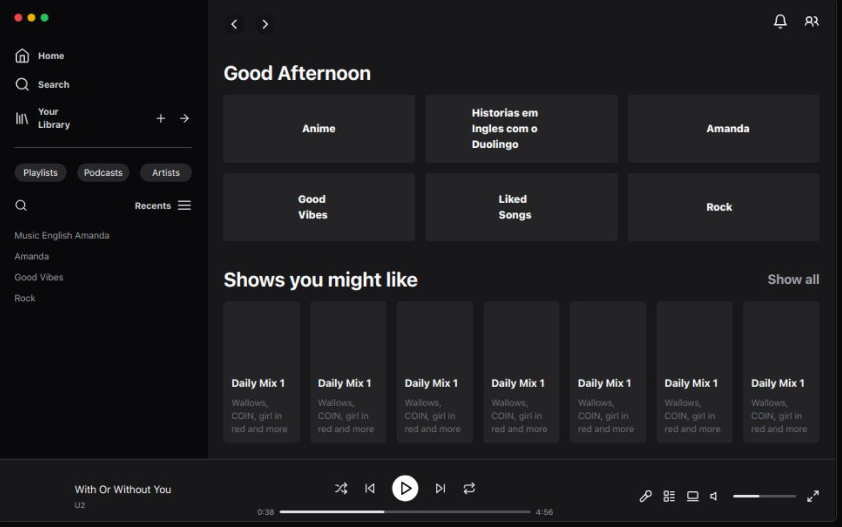 Home
Search
Your
Library
Playlists
Podcasts
Artists
Recents
Music English Amanda
Amanda
Good Vibes
Rock
Good Afternoon
Anime
Historias em
Ingles com o
Duolingo
Amanda
Good
Vibes
Liked
Songs
Rock
Shows you might like
Show all
Daily Mix 1
Wallows,
COIN, girl in
red and more
Daily Mix 1
Wallows,
COIN, girl in
red and more
Daily Mix 1
Wallows,
COIN, girl in
red and more
Daily Mix 1
Wallows,
COIN, girl in
red and more
Daily Mix 1
Wallows,
COIN, girl in
red and more
Daily Mix 1
Wallows,
COIN, girl in
red and more
Daily Mix 1
Wallows,
COIN, girl in
red and more
With Or Without You
U2
0:38
4:56